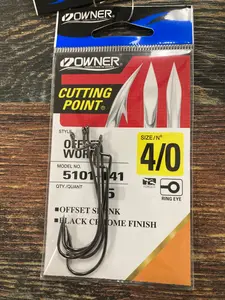 OWNER
OWNER
CUTTING
POINT®
STYLE
SIZE/N°
OFFSET
WOR
4/0
MODEL NO.
5101-141
QTY./QUANT
5
RING EYE
■OFFSET SHANK
■BLACK CHROME FINISH